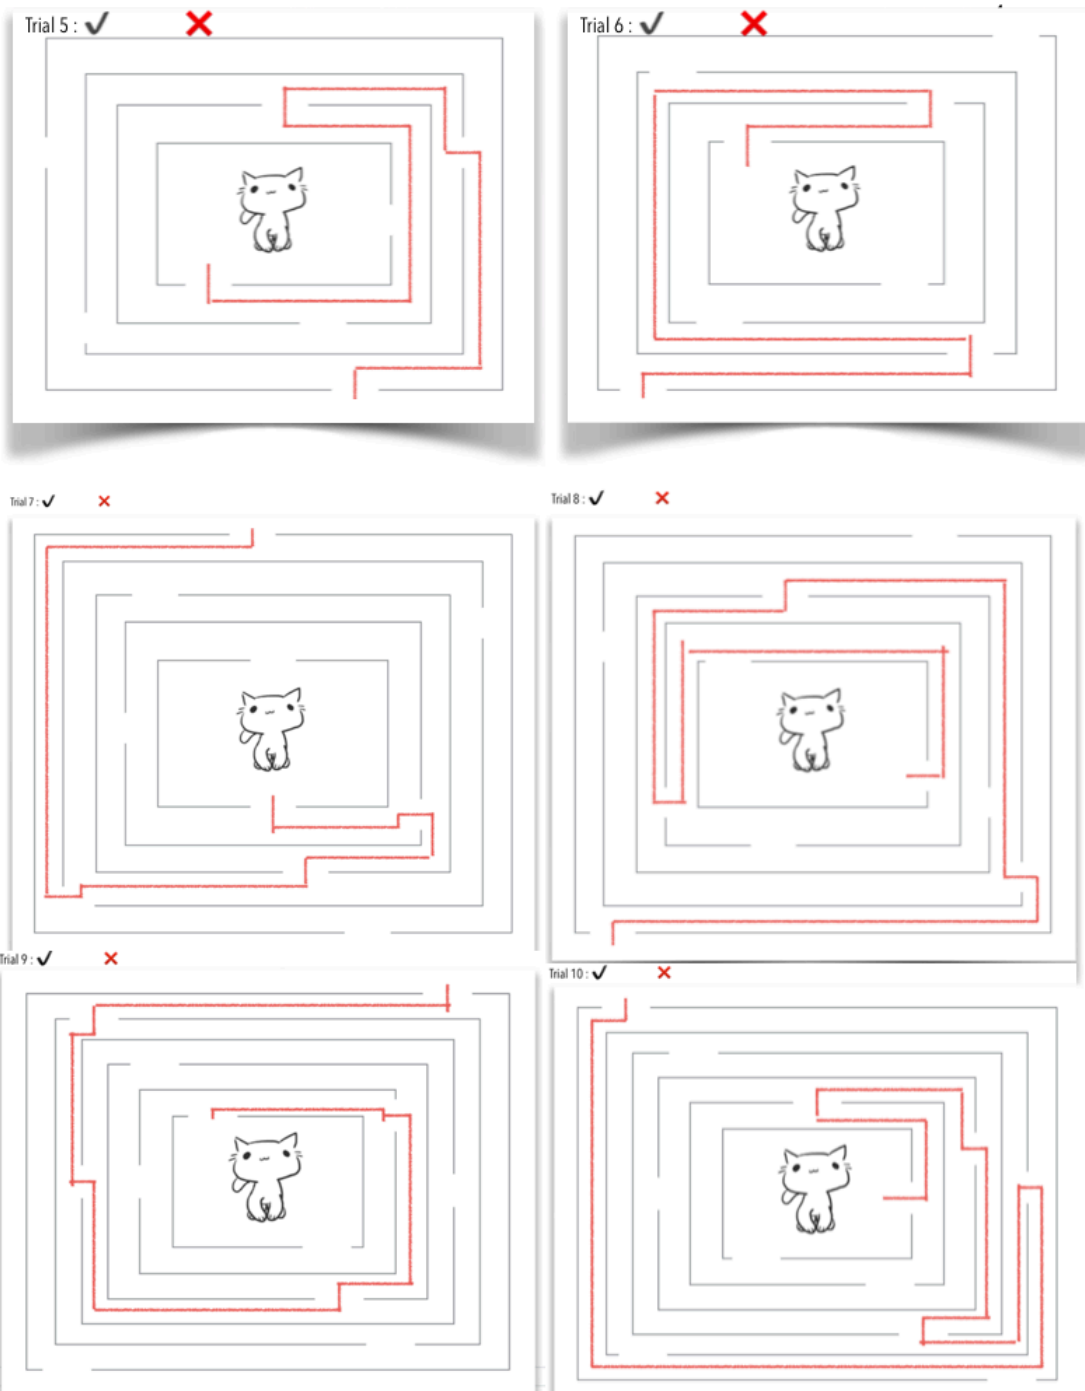 Trial 5 : ✔ ❌
Trial 6 : ✔ ❌
Trial 7 : ✔ ❌
Trial 8 : ✔ ❌
Trial 9 : ✔ ❌
Trial 10 : ✔ ❌